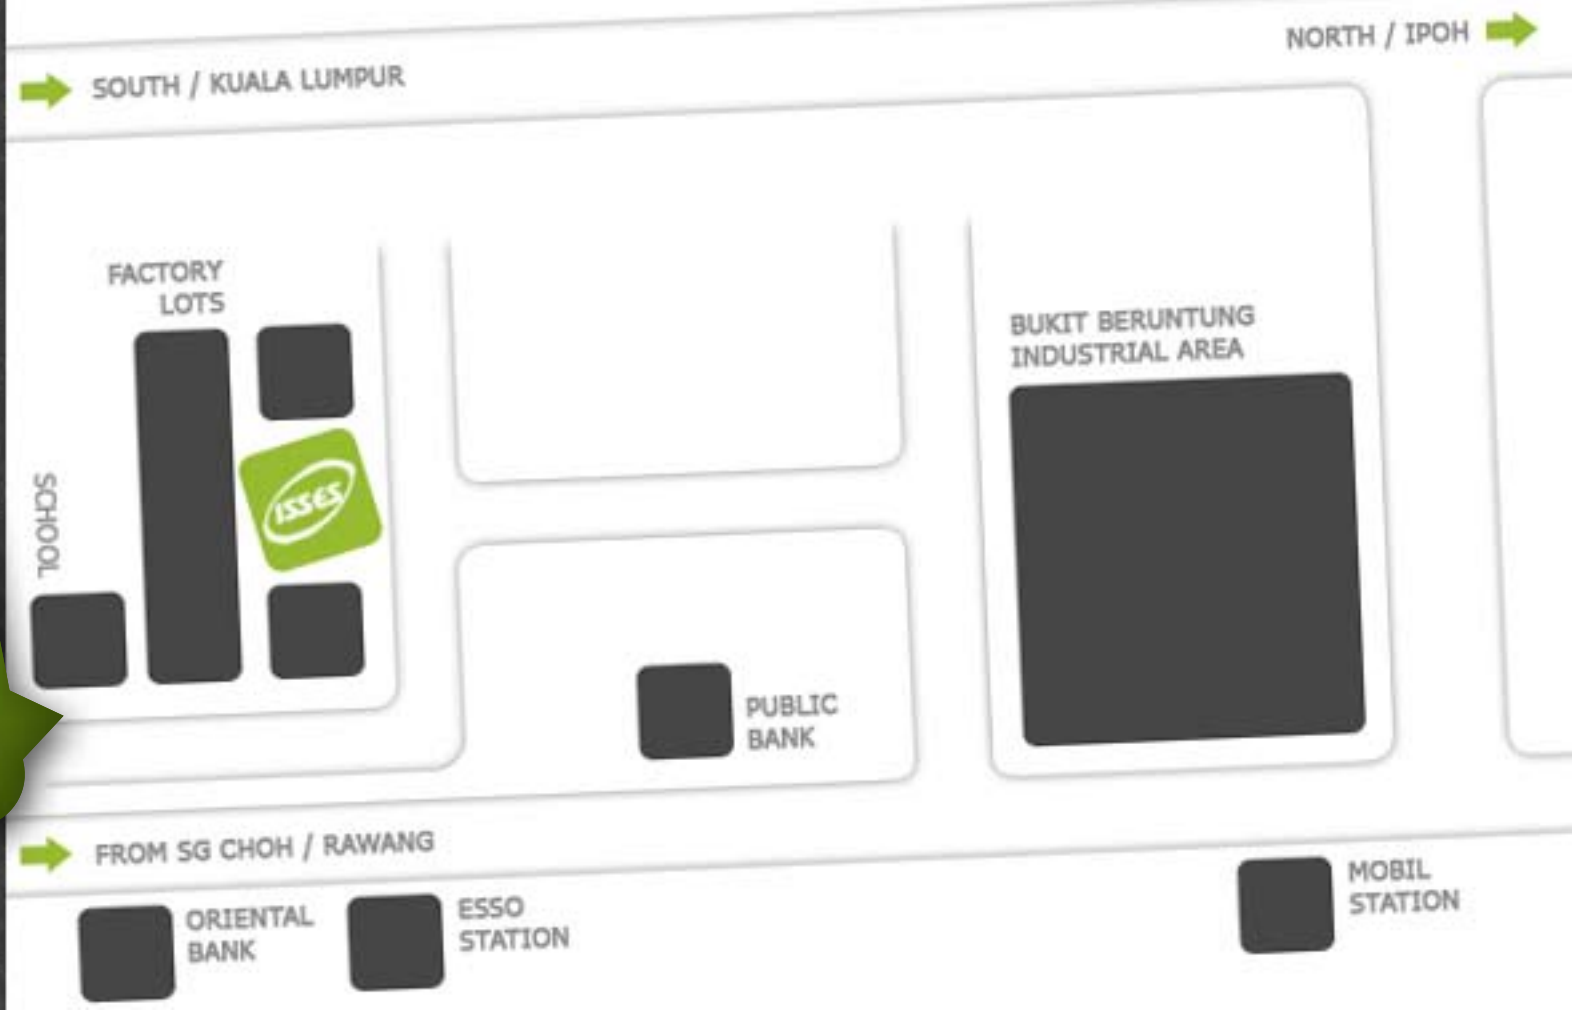 NORTH / IPOH
SOUTH / KUALA LUMPUR
FACTORY
LOTS
BUKIT BERUNTUNG
INDUSTRIAL AREA
SCHOOL
ISSES
PUBLIC
BANK
FROM SG CHOH / RAWANG
ORIENTAL
BANK
ESSO
STATION
MOBIL
STATION